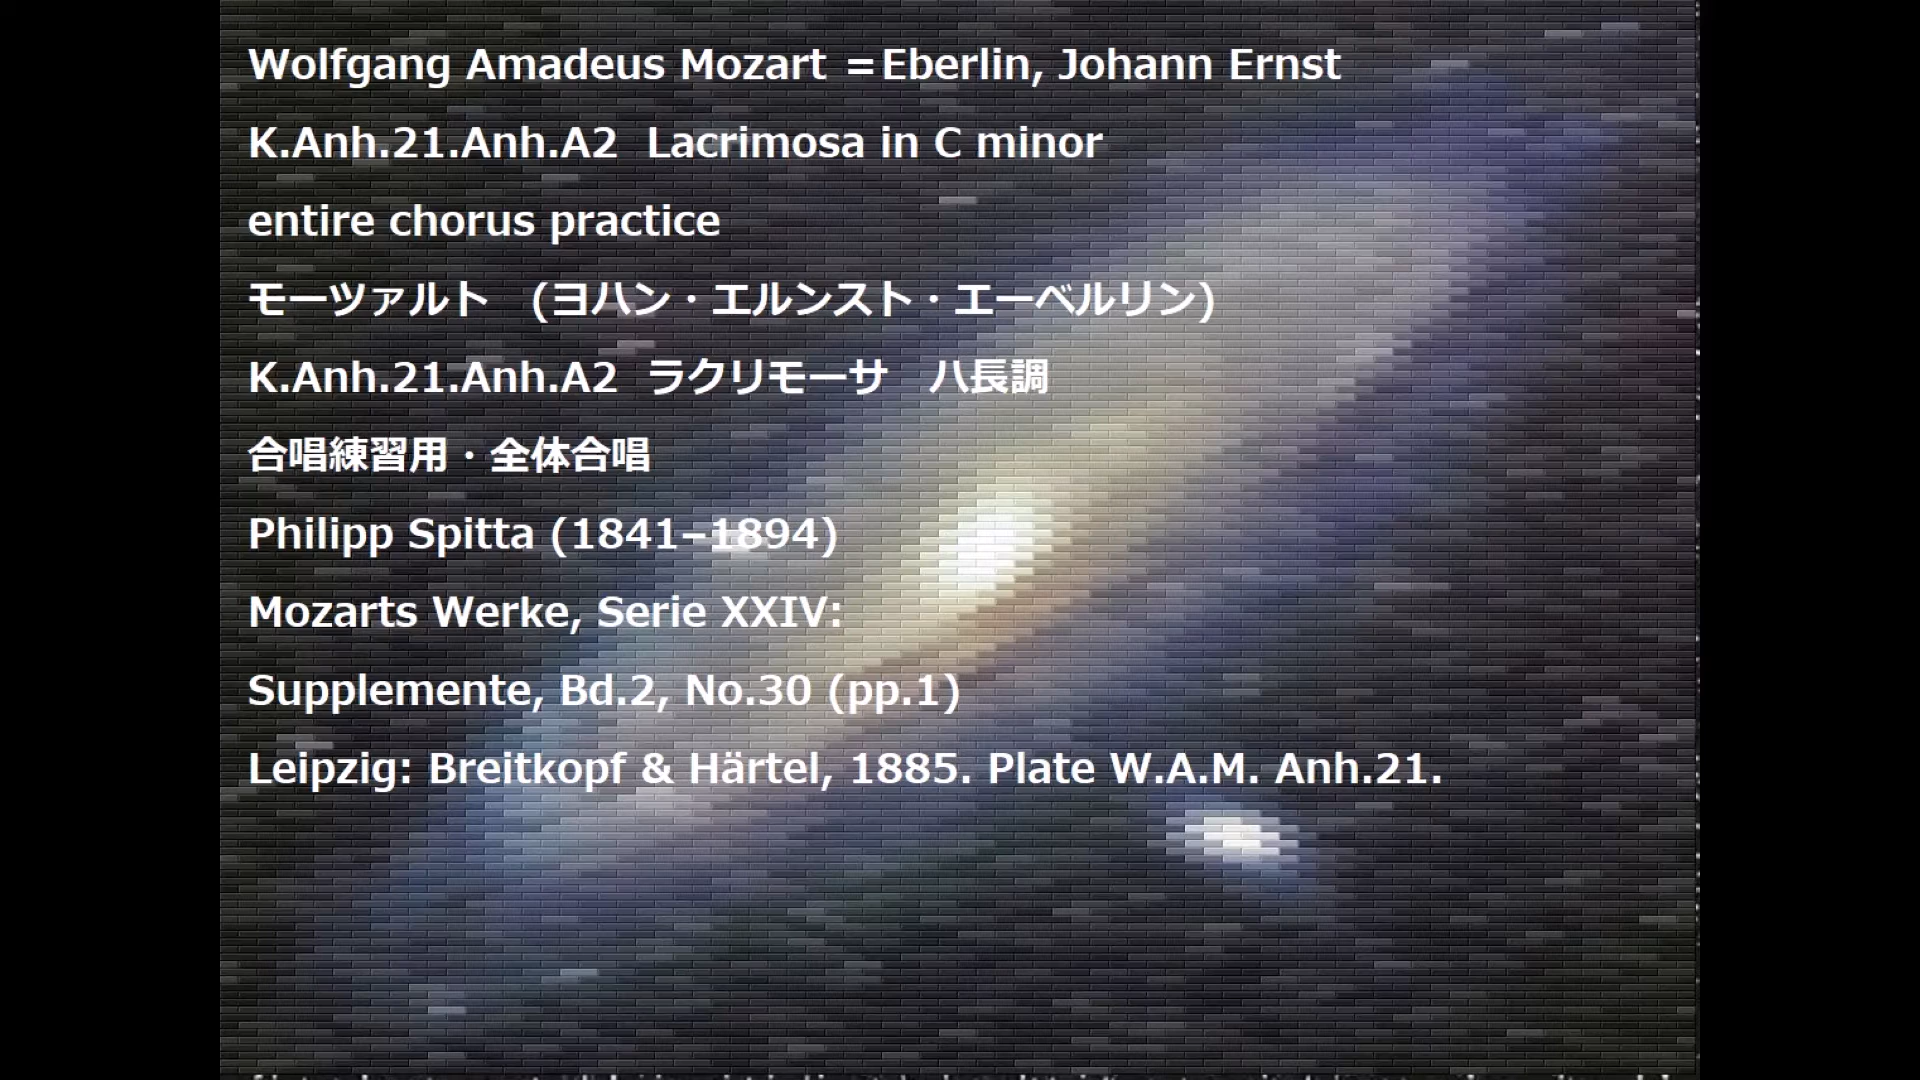 Wolfgang Amadeus Mozart =Eberlin, Johann Ernst
K.Anh.21.Anh.A2 Lacrimosa in C minor
entire chorus practice
モーツァルト (ヨハン・エルンスト・エーベルリン)
K.Anh.21.Anh.A2 ラクリモーサ ハ長調
合唱練習用・全体合唱
Philipp Spitta (1841–1894)
Mozarts Werke, Serie XXIV:
Supplemente, Bd.2, No.30 (pp.1)
Leipzig: Breitkopf & Härtel, 1885. Plate W.A.M. Anh.21.